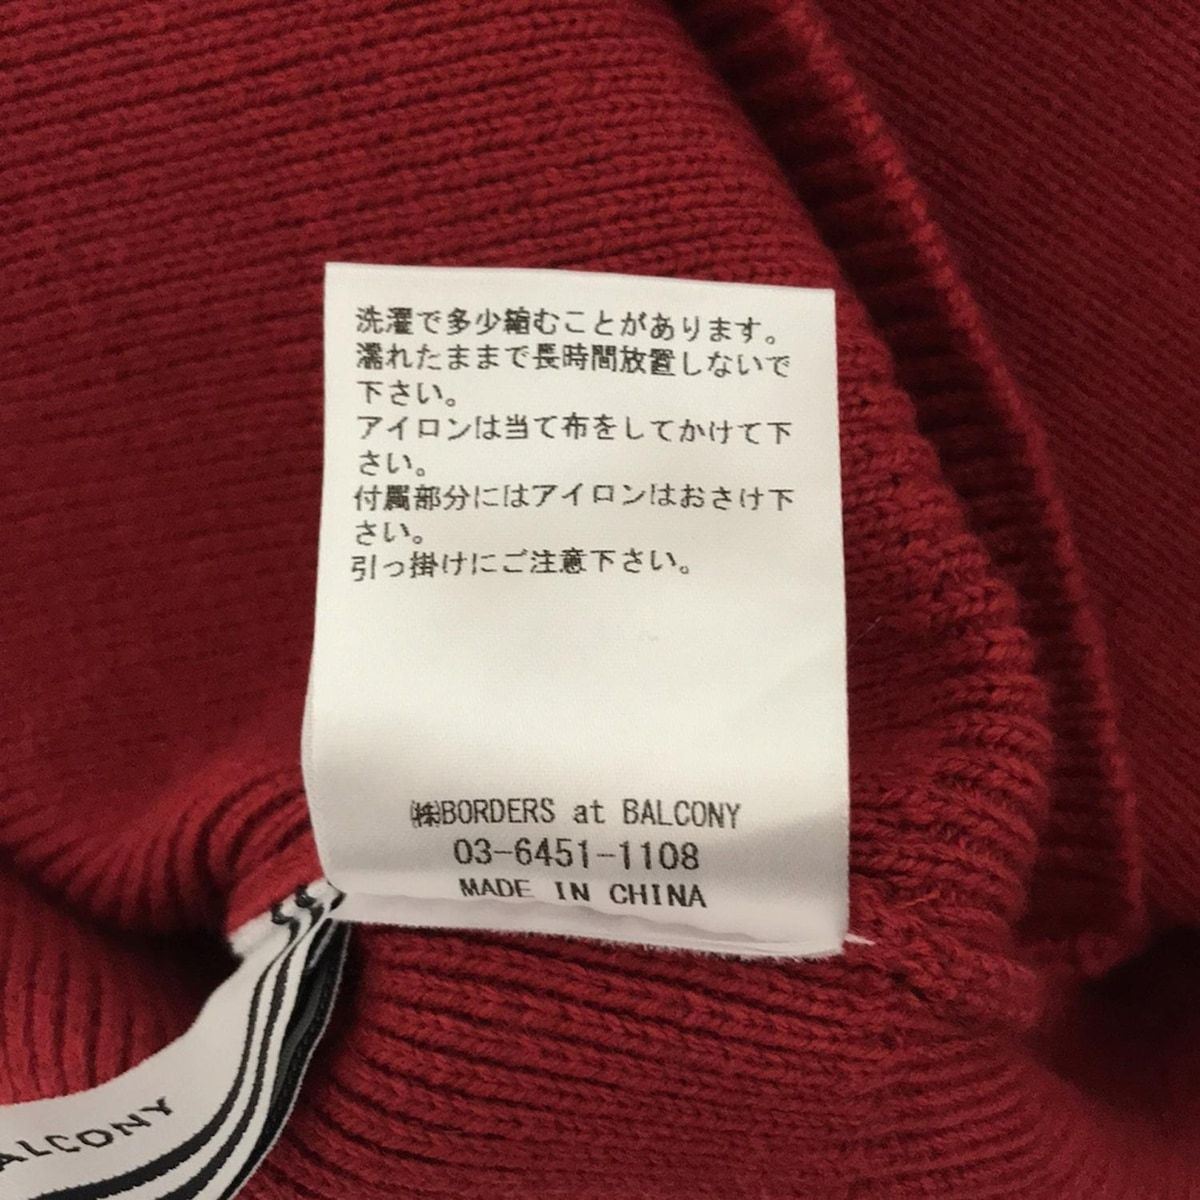 洗濯で多少縮むことがあります。
濡れたままで長時間放置しないで
下さい。
アイロンは当て布をしてかけて下
さい。
付属部分にはアイロンはおさけ下
さい。
引っ掛けにご注意下さい。
㈱BORDERS at BALCONY
03-6451-1108
MADE IN CHINA
ALCONY